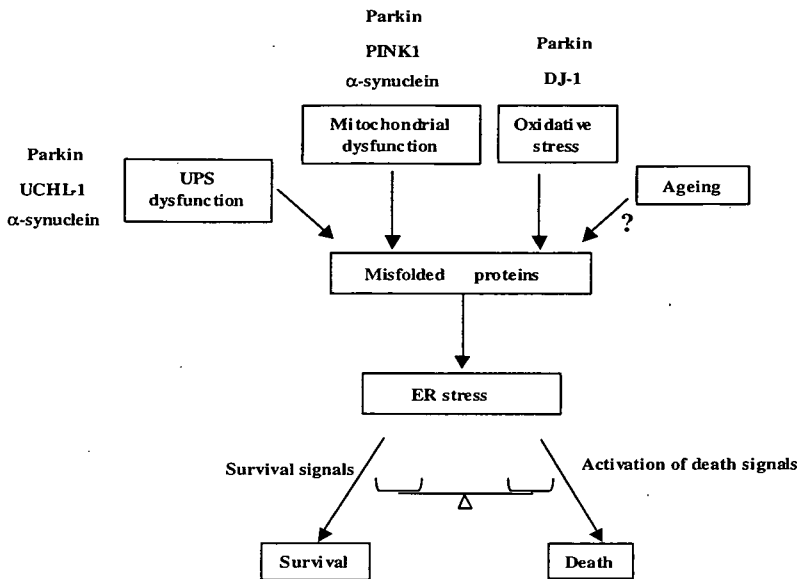 Parkin
PINK1
α-synuclein
Parkin
DJ-1
Mitochondrial
dysfunction
Oxidative
stress
Parkin
UCHL-1
α-synuclein
UPS
dysfunction
Ageing
?
Misfolded proteins
ER stress
Survival signals
Activation of death signals
Survival
Death